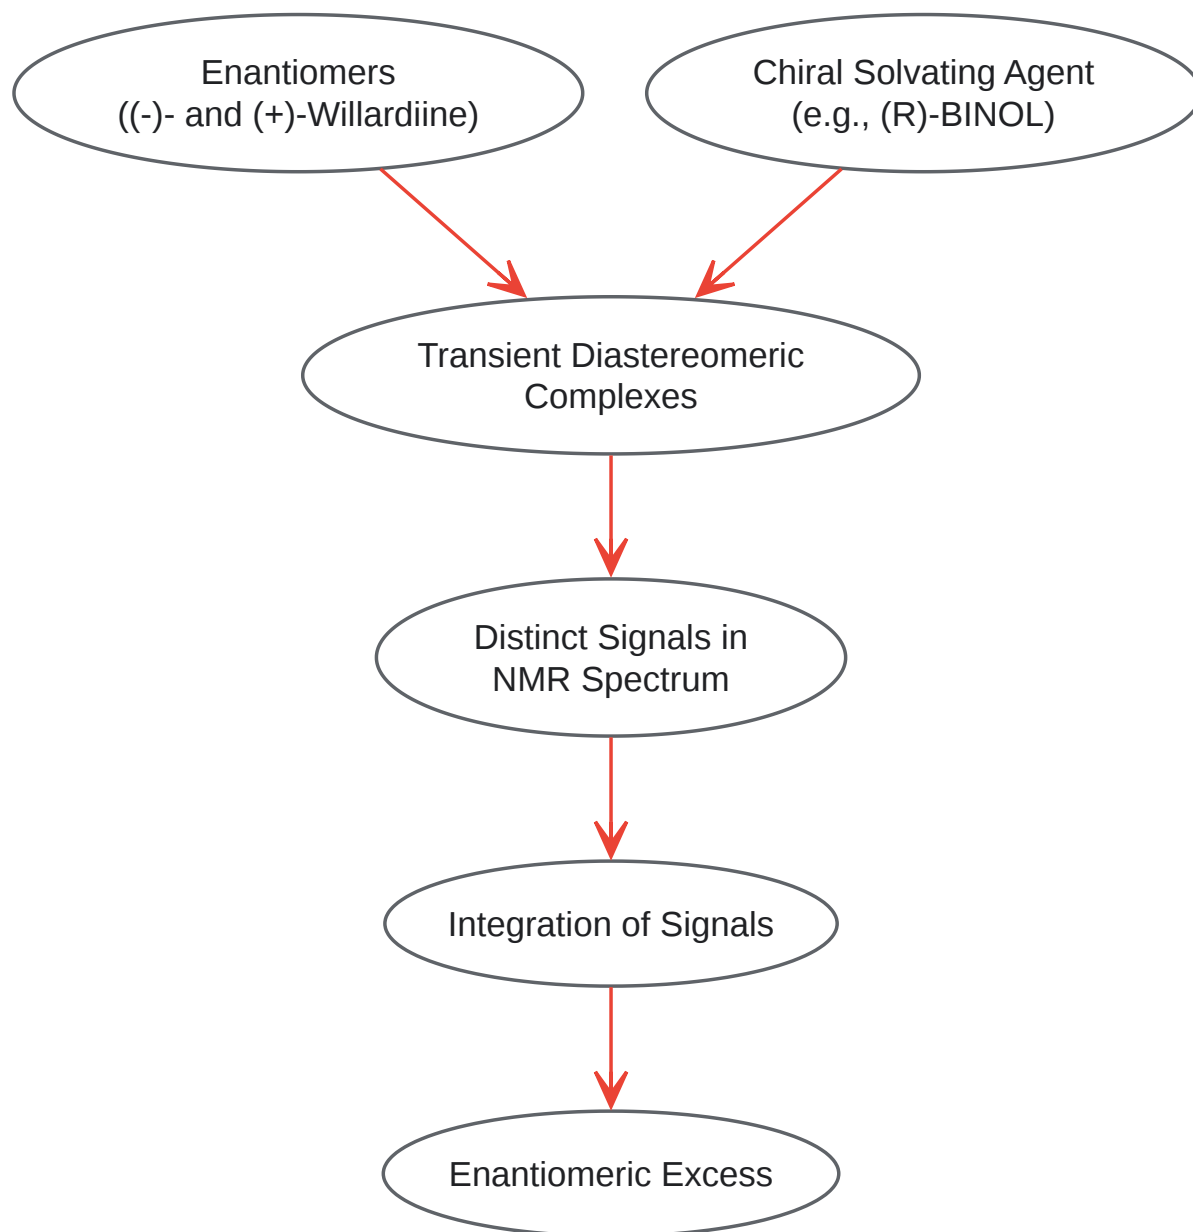 Enantiomers
((-)- and (+)-Willardiine)
Chiral Solvating Agent
(e.g., (R)-BINOL)
Transient Diastereomeric
Complexes
Distinct Signals in
NMR Spectrum
Integration of Signals
Enantiomeric Excess